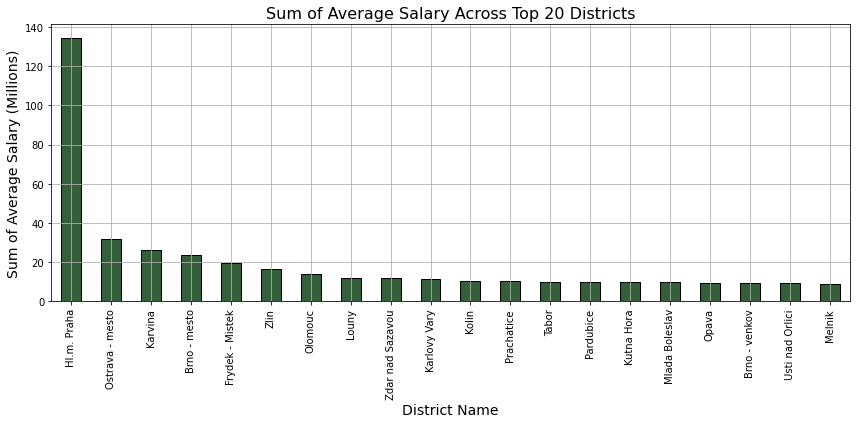 Sum of Average Salary Across Top 20 Districts
Sum of Average Salary (Millions)
140
120
100
80
60
40
20
0
Hl.m. Praha
Ostrava - mesto
Karvina
Brno - mesto
Frydek - Mistek
Zlin
Olomouc
Louny
Zdar nad Sazavou
Karlovy Vary
Kolin
Prachatice
Tabor
Pardubice
Kutna Hora
Mlada Boleslav
Opava
Brno - venkov
Usti nad Orlici
Melnik
District Name